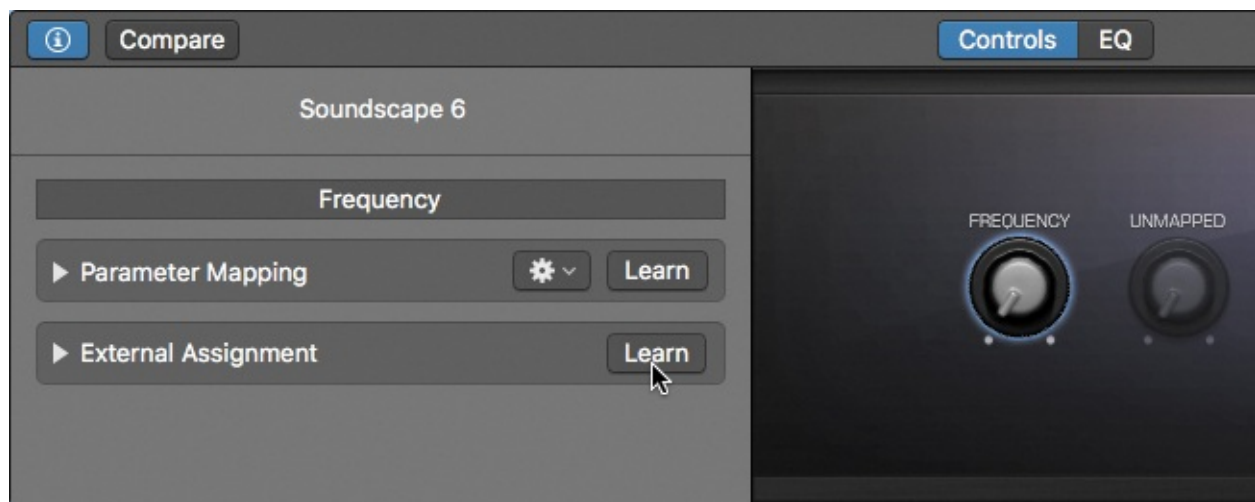 Compare
Controls EQ
Soundscape 6
Frequency
FREQUENCY UNMAPPED
Parameter Mapping Learn
External Assignment Learn